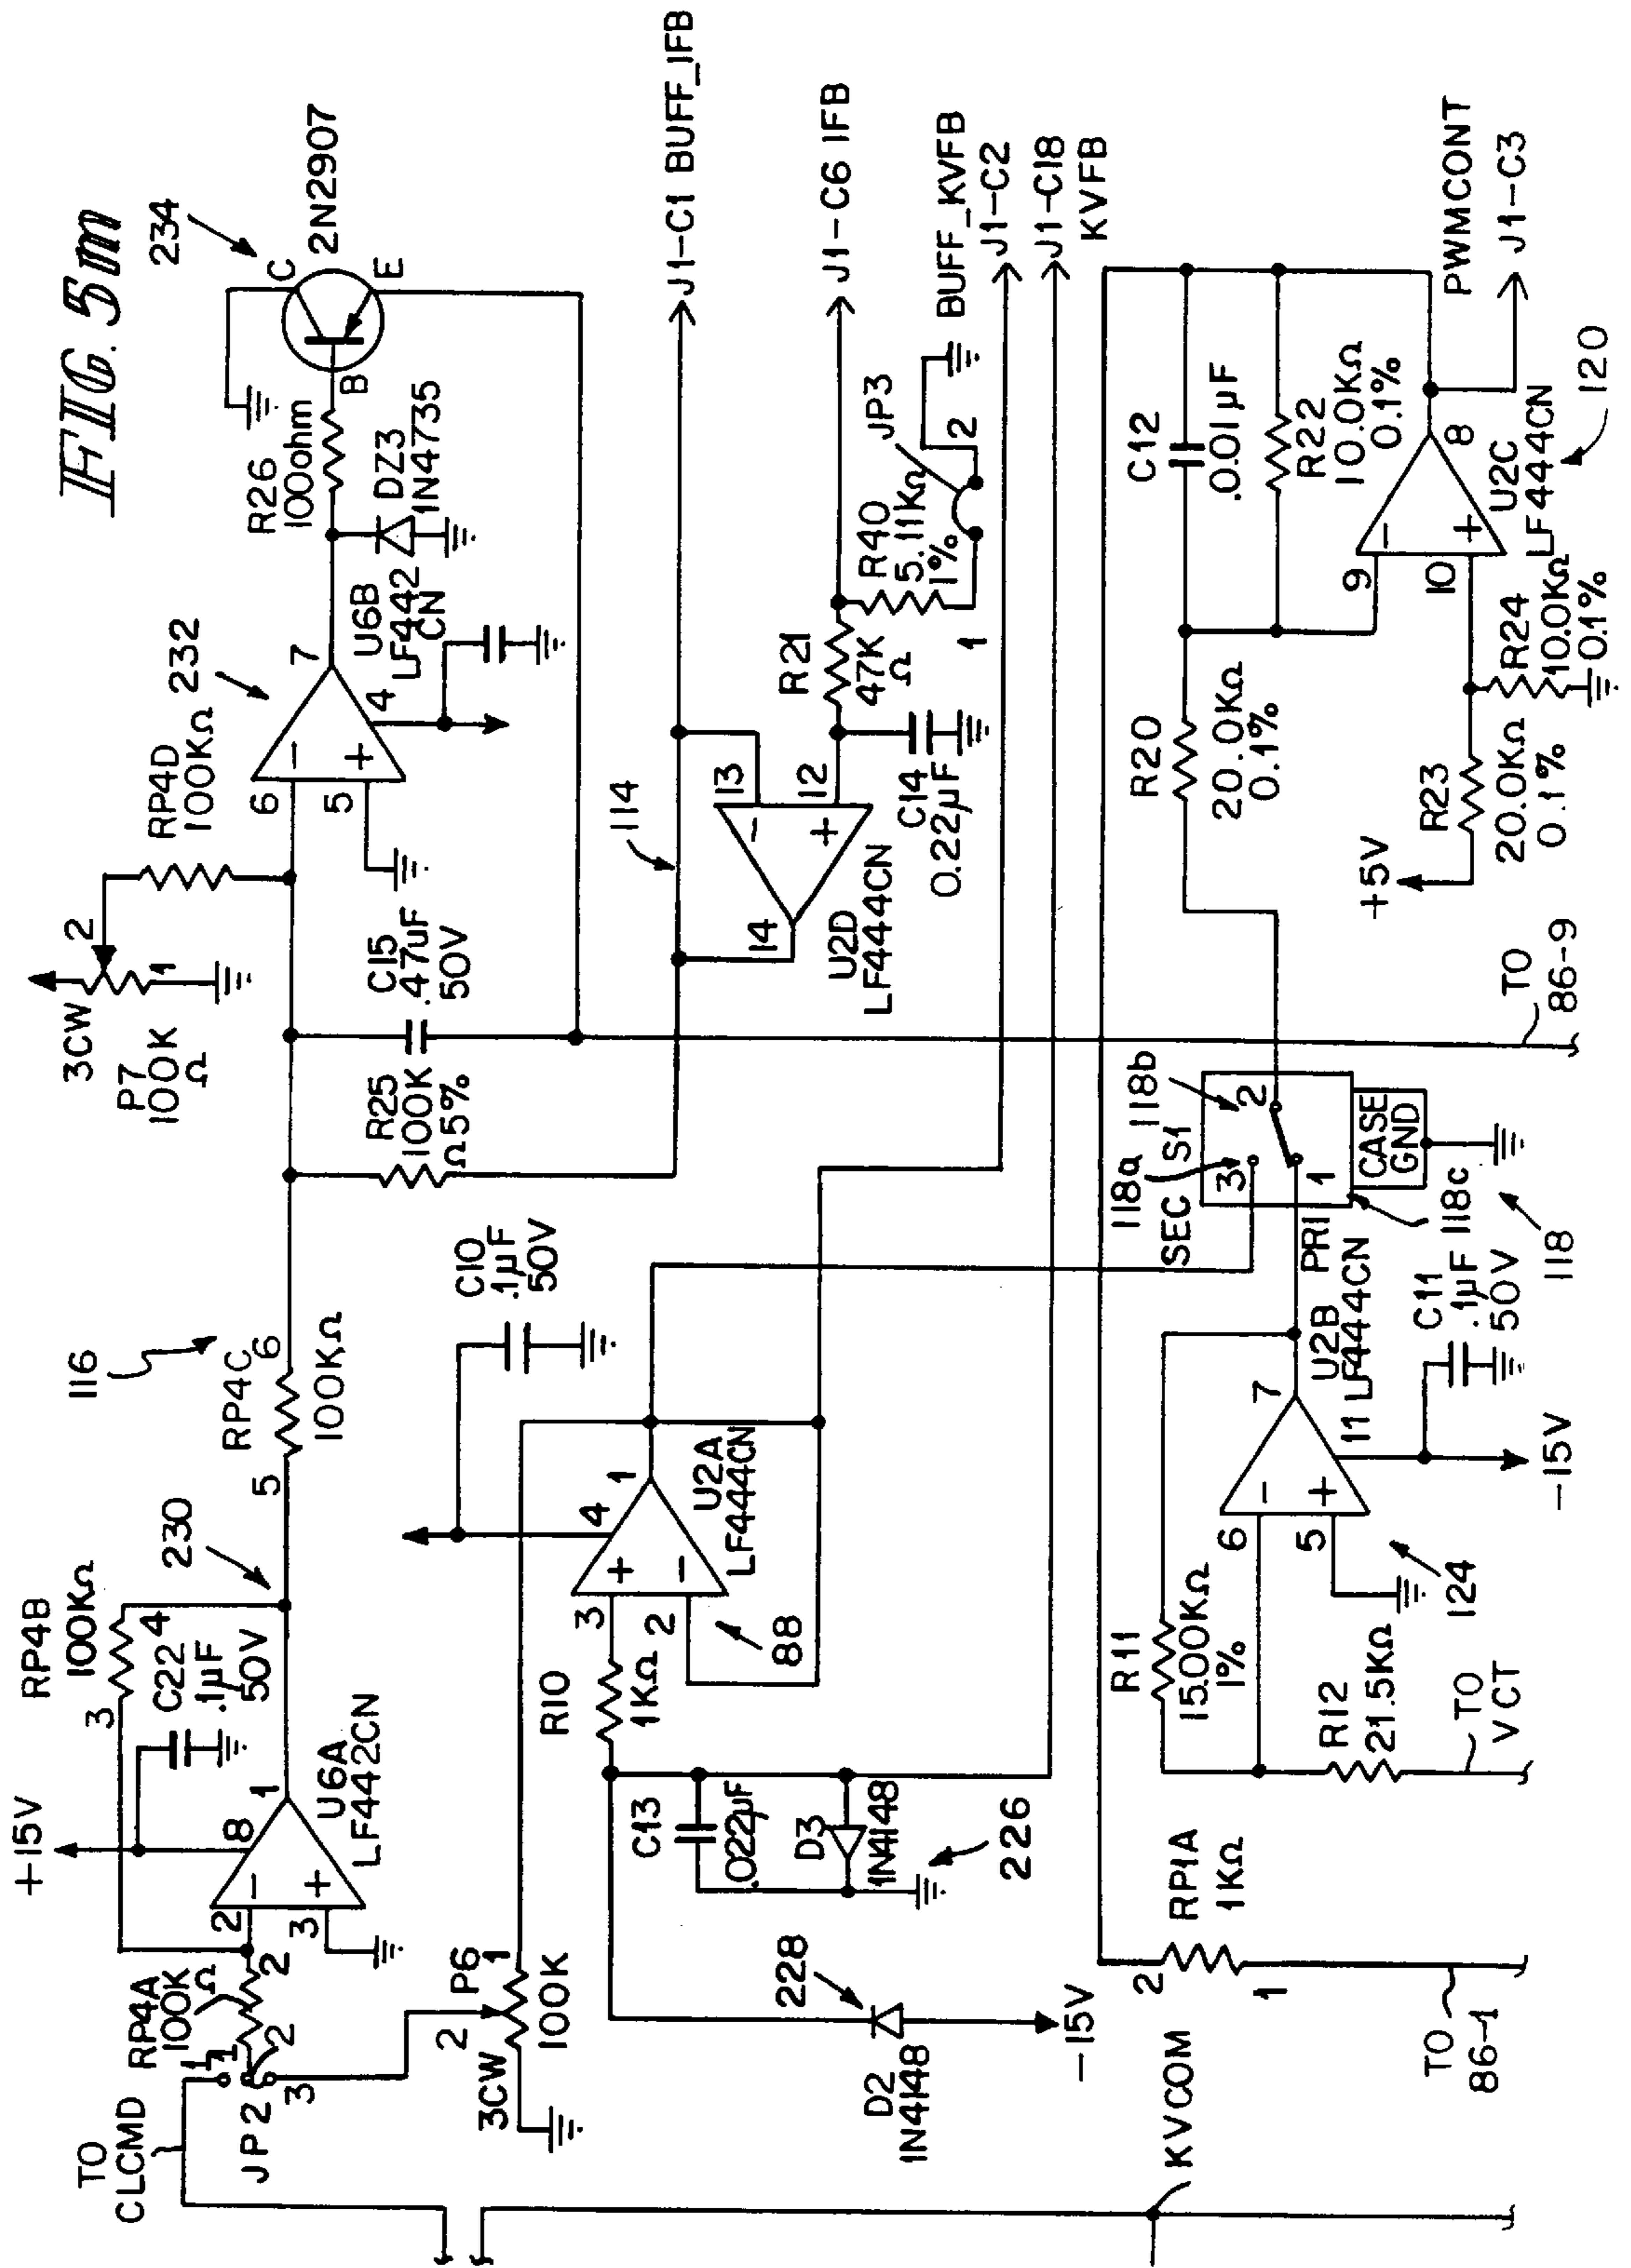 FIG. 5m
+15V
RP4B
100KΩ
3
4
C22
.1µF
50V
TO
CLCMD
JP2
1
1
2
3
RP4A
100K
Ω
2
2
3
8
1
U6A
LF442CN
230
116
5
RP4C
6
100KΩ
3CW
2
1
P7
100K
Ω
RP4D
100KΩ
232
6
5
7
4
U6B
LF442
CN
R26
100ohm
DZ3
1N4735
234
C
B
E
2N2907
R25
100K
Ω5%
C15
.47uF
50V
J1-C1 BUFF_IFB
114
13
12
14
U2D
LF444CN
C14
0.22µF
R21
47K
Ω
R40
5.11KΩ
1%
JP3
1
2
J1-C6 IFB
BUFF_KVFB
J1-C2
J1-C18
KVFB
P6
1
2
3CW
100K
C10
.1µF
50V
R10
1KΩ
3
2
4
1
U2A
LF444CN
88
C13
.022µF
D3
1N4148
226
228
D2
1N4148
-15V
KVCOM
RP1A
1KΩ
2
1
TO
86-1
R11
15.00KΩ
1%
R12
21.5KΩ
TO
VCT
6
5
7
11
U2B
LF444CN
124
C11
.1µF
50V
-15V
PRI
SEC
S1
118a
118b
3
2
1
CASE
GND
118c
118
TO
86-9
R20
20.0KΩ
0.1%
C12
.01µF
R22
10.0KΩ
0.1%
+5V
R23
20.0KΩ
0.1%
R24
10.0KΩ
0.1%
9
10
8
U2C
LF444CN
120
PWMCONT
J1-C3